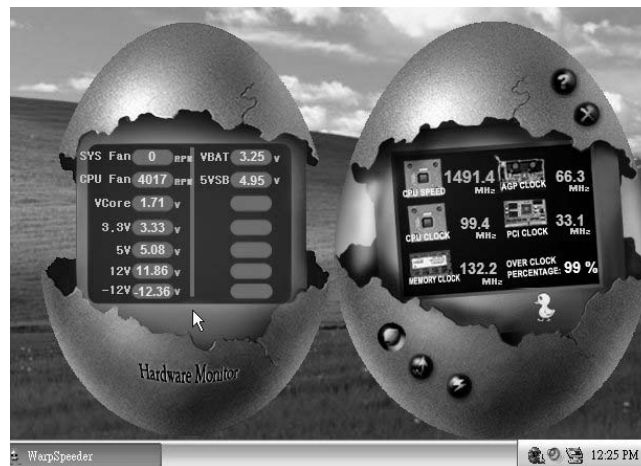 SYS Fan 0 RPM VBAT 3.25 V
CPU Fan 4017 RPM 5VSB 4.95 V
VCore 1.71 V
3.3V 3.33 V
5V 5.08 V
12V 11.86 V
-12V -12.36 V
Hardware Monitor
?
X
CPU SPEED 1491.4 MHz AGP CLOCK 66.3 MHz
CPU CLOCK 99.4 MHz PCI CLOCK 33.1 MHz
MEMORY CLOCK 132.2 MHz OVER CLOCK PERCENTAGE: 99 %
WarpSpeeder
12:25 PM